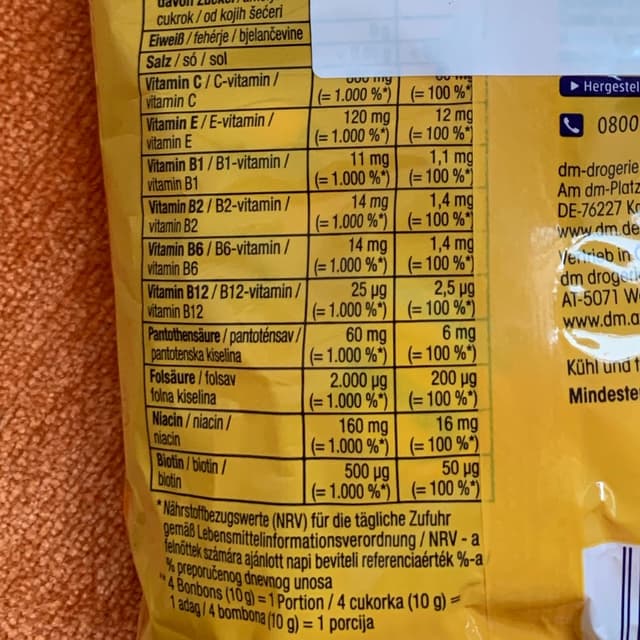 cukrok / od kojih šećeri
Eiweiß / fehérje / bjelančevine
Salz / só / sol
Vitamin C / C-vitamin /
vitamin C
(= 1.000 %*) (= 100 %*
Vitamin E / E-vitamin /
vitamin E
120 mg 12 mg
(= 1.000 %*) (= 100 %*)
Vitamin B1 / B1-vitamin /
vitamin B1
11 mg 1,1 mg
(= 1.000 %*) (= 100 %*)
Vitamin B2 / B2-vitamin /
vitamin B2
14 mg 1,4 mg
(= 1.000 %*) (= 100 %*)
Vitamin B6 / B6-vitamin /
vitamin B6
14 mg 1,4 mg
(= 1.000 %*) (= 100 %*)
Vitamin B12 / B12-vitamin /
vitamin B12
25 µg 2,5 µg
(= 1.000 %*) (= 100 %*)
Pantothensäure / pantoténsav /
pantotenska kiselina
60 mg 6 mg
(= 1.000 %*) (= 100 %*)
Folsäure / folsav
folna kiselina
2.000 µg 200 µg
(= 1.000 %*) (= 100 %*)
Niacin / niacin /
niacin
160 mg 16 mg
(= 1.000 %*) (= 100 %*)
Biotin / biotin /
biotin
500 µg 50 µg
(= 1.000 %*) (= 100 %*)
*Nährstoffbezugswerte (NRV) für die tägliche Zufuhr
gemäß Lebensmittelinformationsverordnung / NRV - a
felnőttek számára ajánlott napi beviteli referenciaérték %-a
% preporučenog dnevnog unosa
**4 Bonbons (10 g) = 1 Portion / 4 cukorka (10 g) =
1 adag / 4 bombona (10 g) = 1 porcija
Hergestel
0800
dm-drogerie
Am dm-Platz
DE-76227 Ka
www.dm.de
Vertrieb in
dm drogeri
AT-5071 W
www.dm.a
Kühl und t
Mindeste